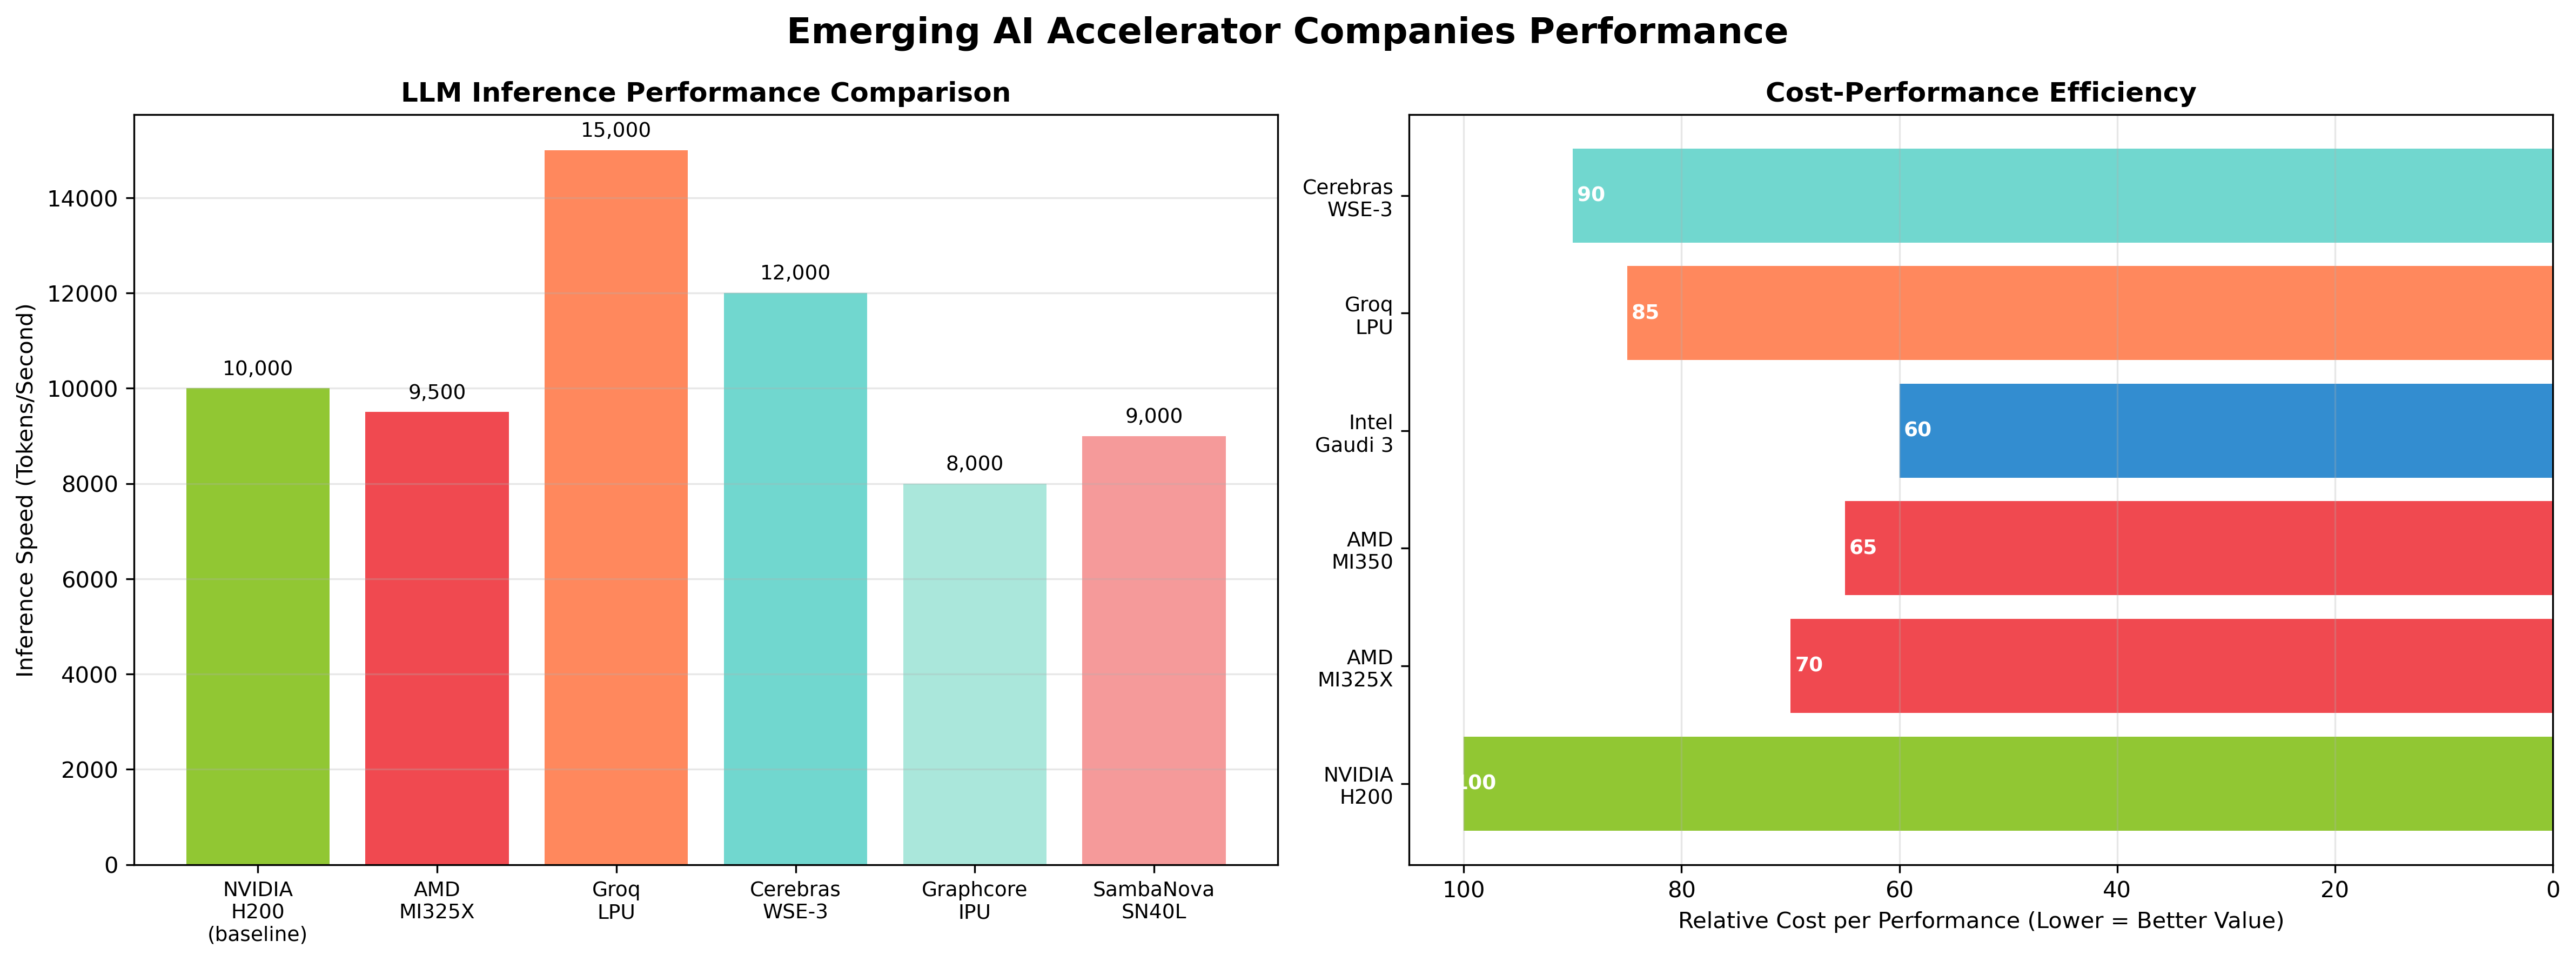 Emerging AI Accelerator Companies Performance
LLM Inference Performance Comparison
Inference Speed (Tokens/Second)
14000
12000
10000
8000
6000
4000
2000
0
10,000
9,500
15,000
12,000
8,000
9,000
NVIDIA
H200
(baseline)
AMD
MI325X
Groq
LPU
Cerebras
WSE-3
Graphcore
IPU
SambaNova
SN40L
Cost-Performance Efficiency
Cerebras
WSE-3
90
Groq
LPU
85
Intel
Gaudi 3
60
AMD
MI350
65
AMD
MI325X
70
NVIDIA
H200
100
100
80
60
40
20
0
Relative Cost per Performance (Lower = Better Value)